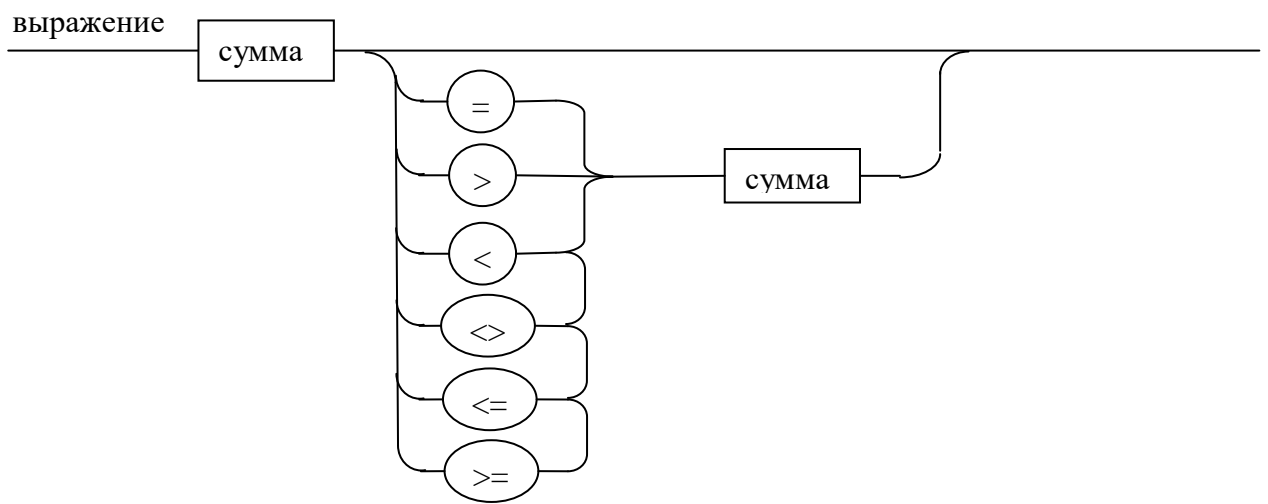 выражение
сумма
=
>
сумма
<
<>
<=
>=